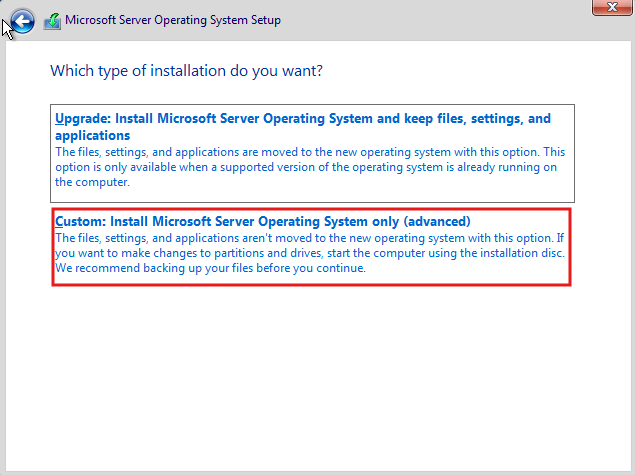 Microsoft Server Operating System Setup
Which type of installation do you want?
Upgrade: Install Microsoft Server Operating System and keep files, settings, and
applications
The files, settings, and applications are moved to the new operating system with this option. This
option is only available when a supported version of the operating system is already running on
the computer.
Custom: Install Microsoft Server Operating System only (advanced)
The files, settings, and applications aren't moved to the new operating system with this option. If
you want to make changes to partitions and drives, start the computer using the installation disc.
We recommend backing up your files before you continue.